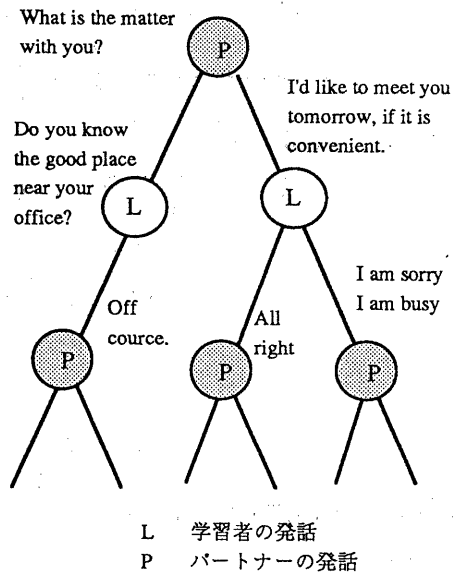 What is the matter
with you?
P
I'd like to meet you
tomorrow, if it is
convenient.
Do you know
the good place
near your
office?
L
L
Off
cource.
All
right
I am sorry
I am busy
P
P
P
L 学習者の発話
P パートナーの発話